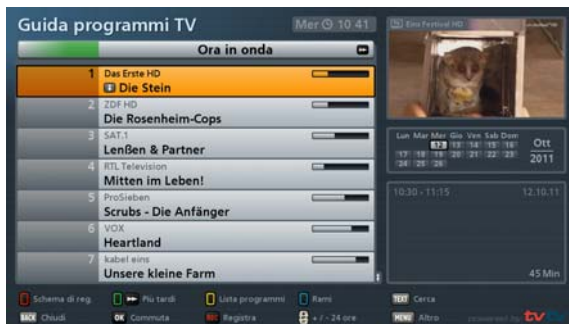 Guida programmi TV
Mer 10 41
Eins Festival HD
Ora in onda
1 Das Erste HD
Die Stein
2 ZDF HD
Die Rosenheim-Cops
3 SAT.1
Lenßen & Partner
4 RTL Television
Mitten im Leben!
5 ProSieben
Scrubs - Die Anfänger
6 VOX
Heartland
7 kabel eins
Unsere kleine Farm
Lun Mar Mer Gio Ven Sab Dom
12 13 14 15 16
17 18 19 20 21 22 23
24 25 26
Ott
2011
10:30 - 11:15 12.10.11
45 Min
Schema di reg. Più tardi Lista programmi Rami TEXT Cerca
BACK Chiudi OK Commuta REC Registra + / - 24 ore MENU Altro powered by tvtv